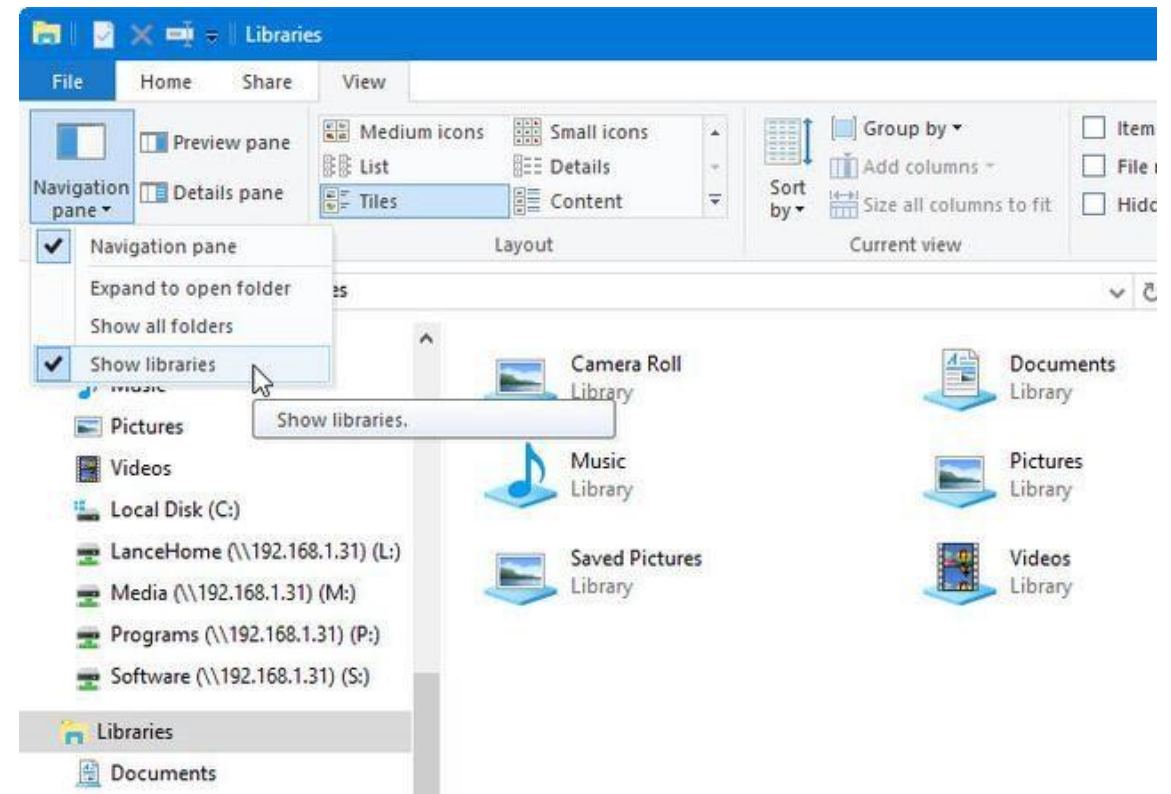 Libraries
File Home Share View
Navigation pane
Preview pane
Details pane
Medium icons Small icons
List Details
Tiles Content
Layout
Sort by
Group by
Add columns
Size all columns to fit
Current view
Item
File
Navigation pane
Expand to open folder
Show all folders
Show libraries
Show libraries.
Music
Pictures
Videos
Local Disk (C:)
LanceHome (\\192.168.1.31) (L:)
Media (\\192.168.1.31) (M:)
Programs (\\192.168.1.31) (P:)
Software (\\192.168.1.31) (S:)
Libraries
Documents
Camera Roll
Library
Documents
Library
Music
Library
Pictures
Library
Saved Pictures
Library
Videos
Library